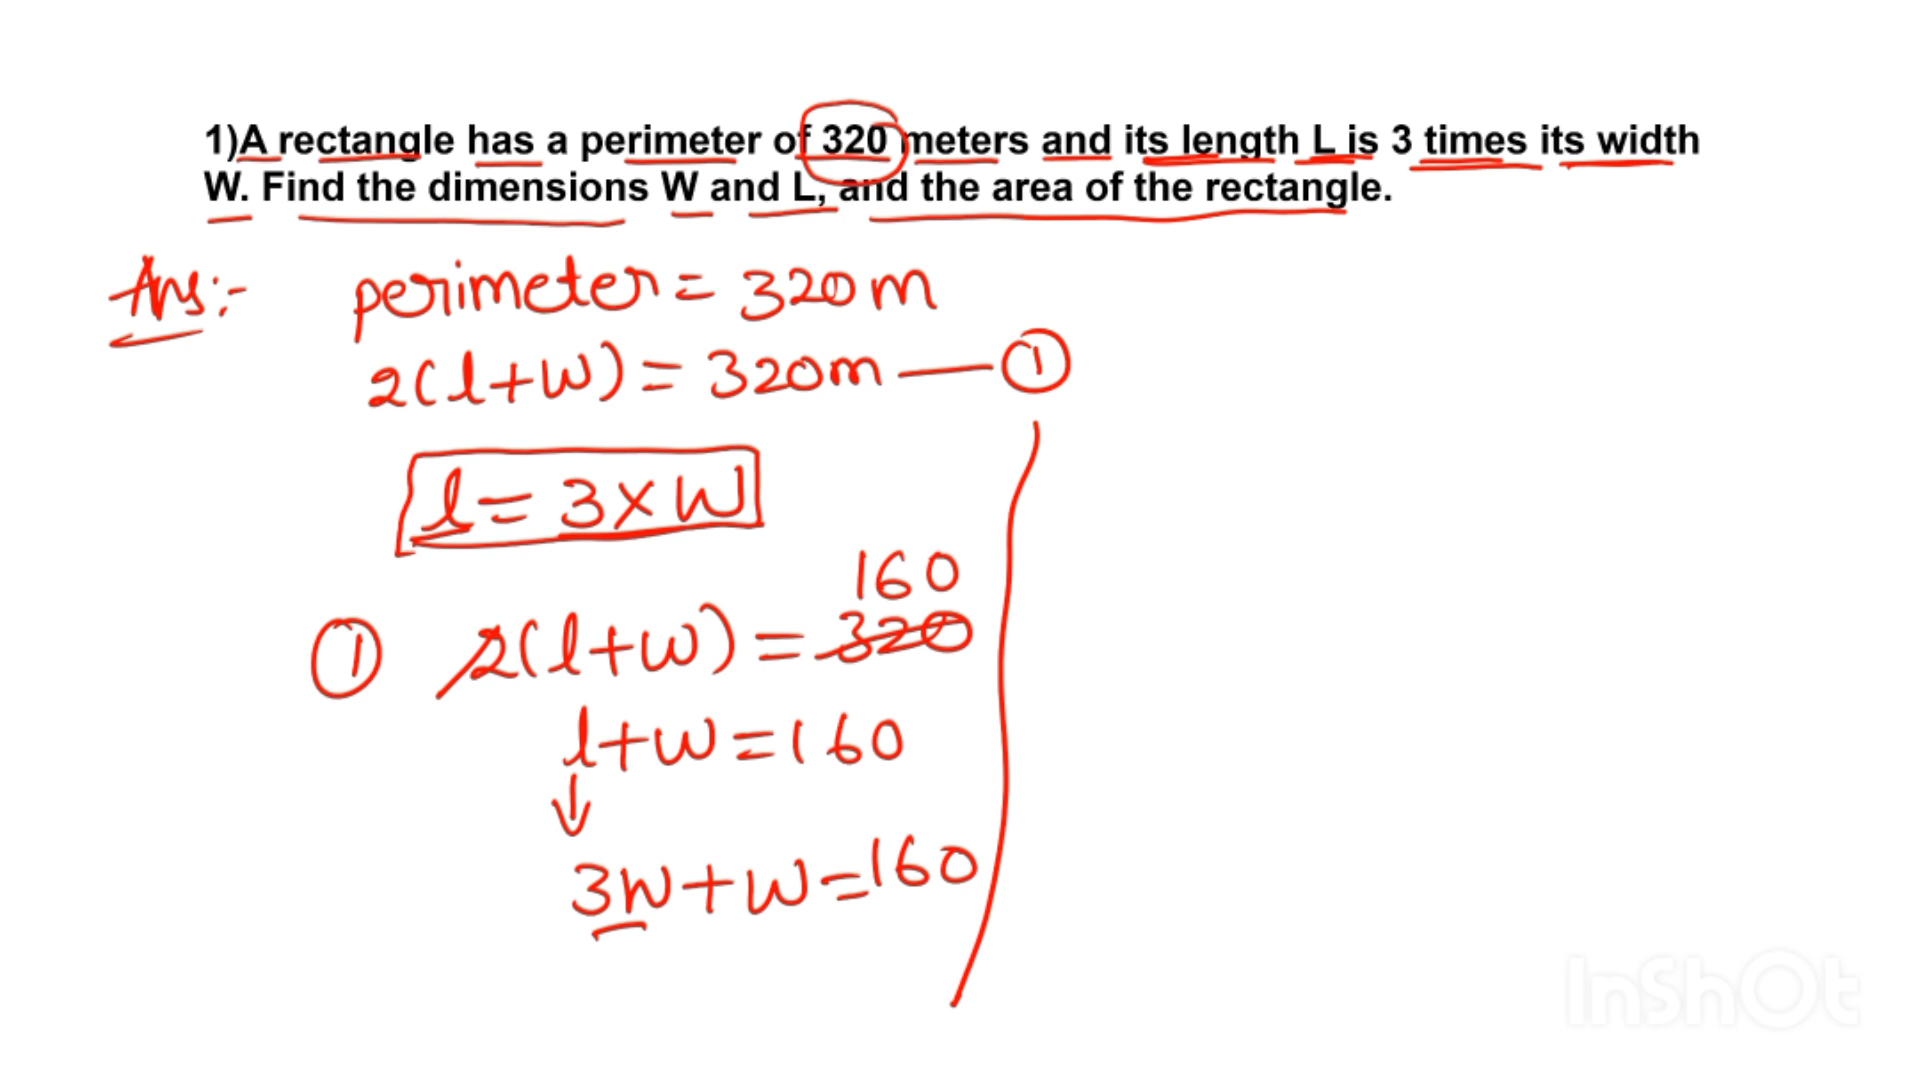 1)A rectangle has a perimeter of 320 meters and its length L is 3 times its width
W. Find the dimensions W and L, and the area of the rectangle.
Ans:- perimeter = 320m
2(l+w) = 320m — ①
l = 3 × W
160
① 2(l+w) = 320
l+w = 160
↓
3w+w = 160
InShOt